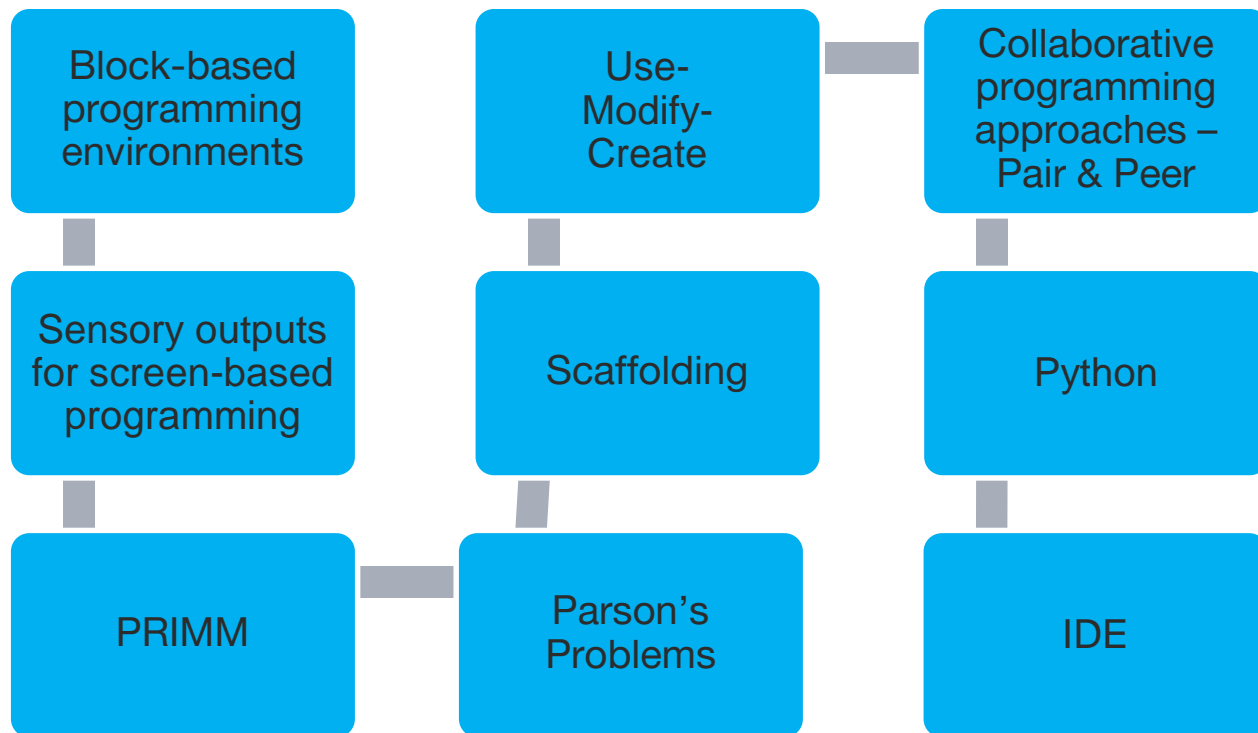 Block-based
programming
environments
Sensory outputs
for screen-based
programming
PRIMM
Parson’s
Problems
Scaffolding
Use-
Modify-
Create
Collaborative
programming
approaches –
Pair & Peer
Python
IDE